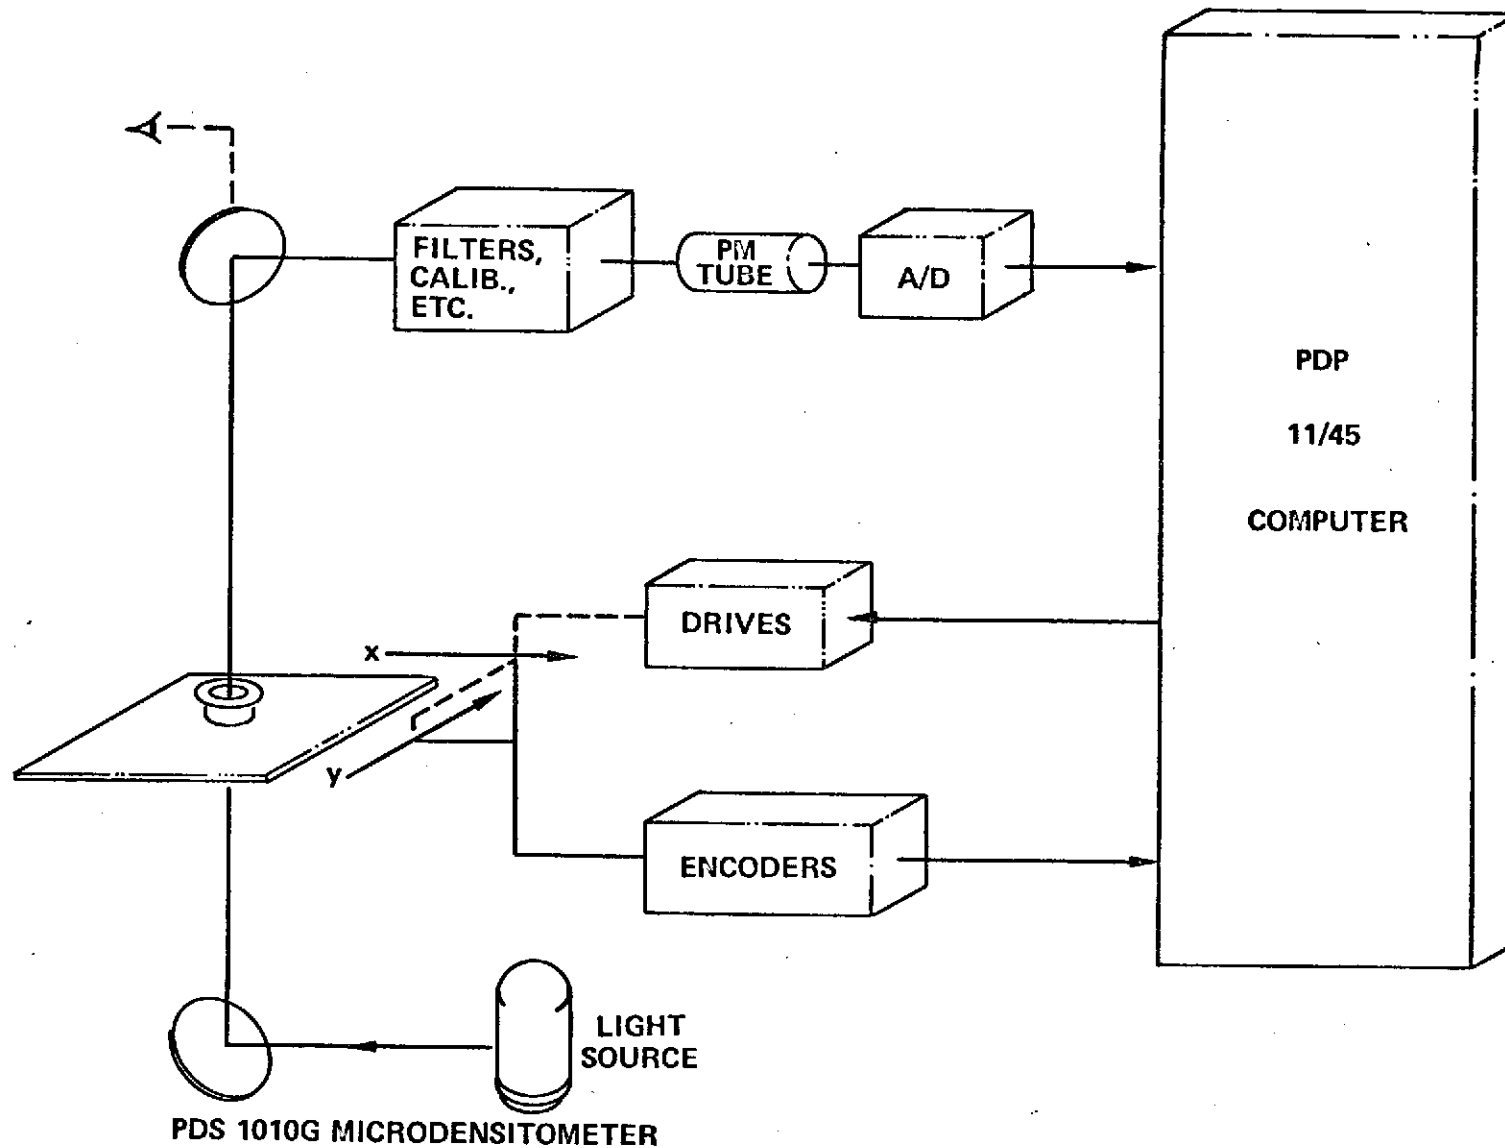 FILTERS,
CALIB.,
ETC.
PM
TUBE
A/D
PDP
11/45
COMPUTER
DRIVES
x
y
ENCODERS
LIGHT
SOURCE
PDS 1010G MICRODENSITOMETER